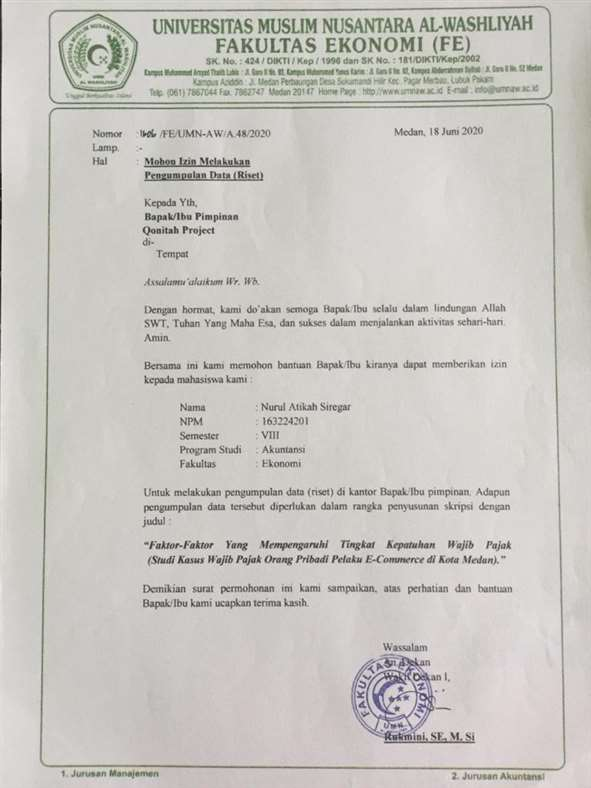 UNIVERSITAS MUSLIM NUSANTARA AL-WASHLIYAH
FAKULTAS EKONOMI (FE)
SK. No. : 424 / DIKTI / Kep / 1996 dan SK No. : 181/DIKTI/Kep/2002
Kampus Muhammad Arsyad Thalib Lubis : Jl. Garu II No. 93, Kampus Muhammad Yunus Karim : Jl. Garu II No. 02, Kampus Abdurrahman Syihab : Jl. Garu II No. 52 Medan
Kampus Aziddin : Jl. Medan Perbaungan Desa Sukamandi Hilir Kec. Pagar Merbau, Lubuk Pakam
Telp. (061) 7867044 Fax. 7862747 Medan 20147 Home Page : http://www.umnaw.ac.id E-mail : info@umnaw.ac.id
UNIVERSITAS MUSLIM NUSANTARA
AL WASHLIYAH
Unggul Berkualitas Islami
Nomor : /FE/UMN-AW/A.48/2020 Medan, 18 Juni 2020
Lamp. :-
Hal : Mohon Izin Melakukan
Pengumpulan Data (Riset)
Kepada Yth,
Bapak/Ibu Pimpinan
Qonitah Project
di-
Tempat
Assalamu'alaikum Wr. Wb.
Dengan hormat, kami do'akan semoga Bapak/Ibu selalu dalam lindungan Allah
SWT, Tuhan Yang Maha Esa, dan sukses dalam menjalankan aktivitas sehari-hari.
Amin.
Bersama ini kami memohon bantuan Bapak/Ibu kiranya dapat memberikan izin
kepada mahasiswa kami :
Nama : Nurul Atikah Siregar
NPM : 163224201
Semester : VIII
Program Studi : Akuntansi
Fakultas : Ekonomi
Untuk melakukan pengumpulan data (riset) di kantor Bapak/Ibu pimpinan. Adapun
pengumpulan data tersebut diperlukan dalam rangka penyusunan skripsi dengan
judul :
"Faktor-Faktor Yang Mempengaruhi Tingkat Kepatuhan Wajib Pajak
(Studi Kasus Wajib Pajak Orang Pribadi Pelaku E-Commerce di Kota Medan)."
Demikian surat permohonan ini kami sampaikan, atas perhatian dan bantuan
Bapak/Ibu kami ucapkan terima kasih.
Wassalam
An Dekan
Wakil Dekan I,
FAKULTAS EKONOMI
UMN
Rukmini, SE, M. Si
1. Jurusan Manajemen
2. Jurusan Akuntansi